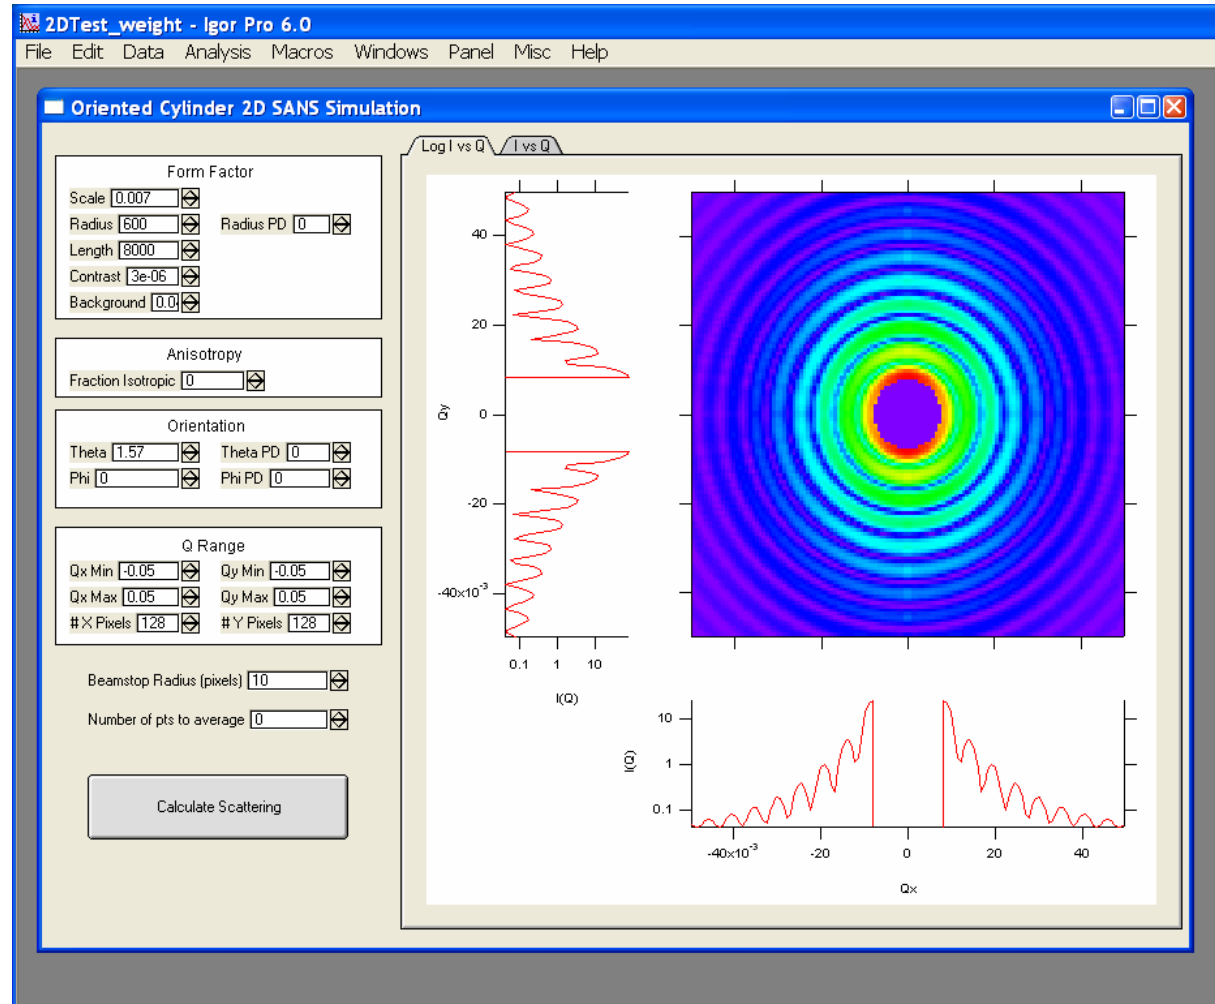 2DTest_weight - Igor Pro 6.0
File Edit Data Analysis Macros Windows Panel Misc Help
Oriented Cylinder 2D SANS Simulation
Form Factor
Scale 0.007
Radius 600 Radius PD 0
Length 8000
Contrast 3e-06
Background 0.0
Anisotropy
Fraction Isotropic 0
Orientation
Theta 1.57 Theta PD 0
Phi 0 Phi PD 0
Q Range
Qx Min -0.05 Qy Min -0.05
Qx Max 0.05 Qy Max 0.05
# X Pixels 128 # Y Pixels 128
Beamstop Radius (pixels) 10
Number of pts to average 0
Calculate Scattering
Log I vs Q I vs Q
40
20
0
-20
-40x10⁻³
Qy
0.1 1 10
I(Q)
10
1
0.1
I(Q)
-40x10⁻³ -20 0 20 40
Qx